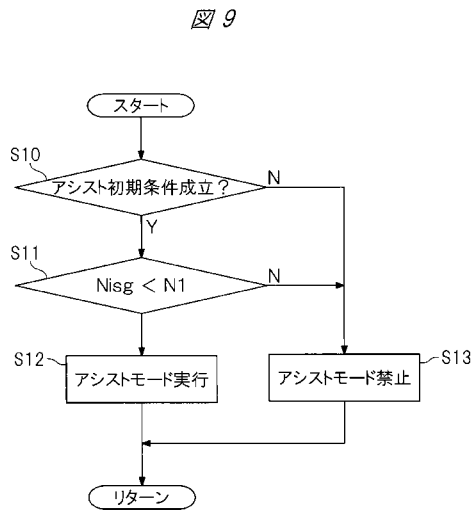 図 9
スタート
S10
アシスト初期条件成立？
N
Y
S11
Nisg < N1
N
S12
アシストモード実行
S13
アシストモード禁止
リターン